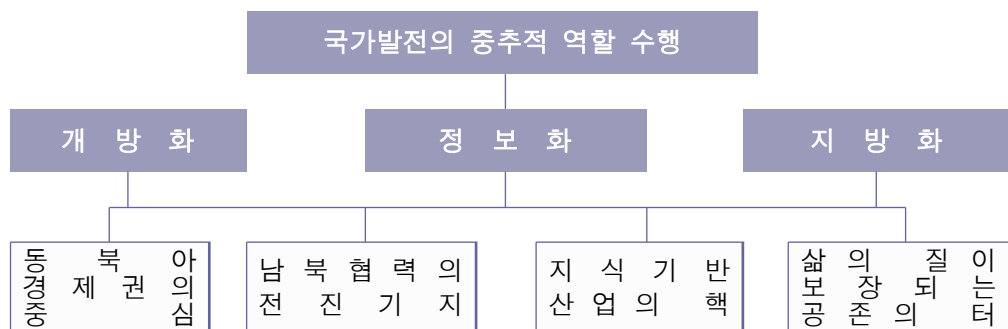 국가발전의 중추적 역할 수행
개 방 화
정 보 화
지 방 화
동 북 아
경 제 권 의
중 심
남 북 협 력 의
전 진 기 지
지 식 기 반
산 업 의 핵
삶 의 질 이
보 장 되 는
공 존 의 터